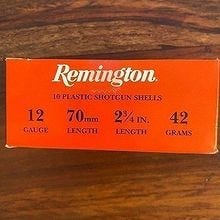 Remington.
10 PLASTIC SHOTGUN SHELLS
12 70mm 2¾ IN. 42
GAUGE LENGTH LENGTH GRAMS